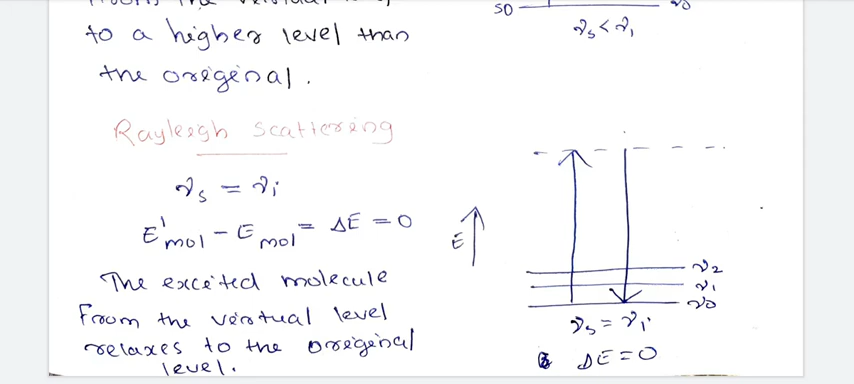 to a higher level than
the original.
S0
νs < νi
Rayleigh scattering
νs = νi
E'mol - Emol = ΔE = 0
The excited molecule
From the virtual level
relaxes to the original
level.
E
ν2
ν1
ν0
νs = νi
ΔE = 0